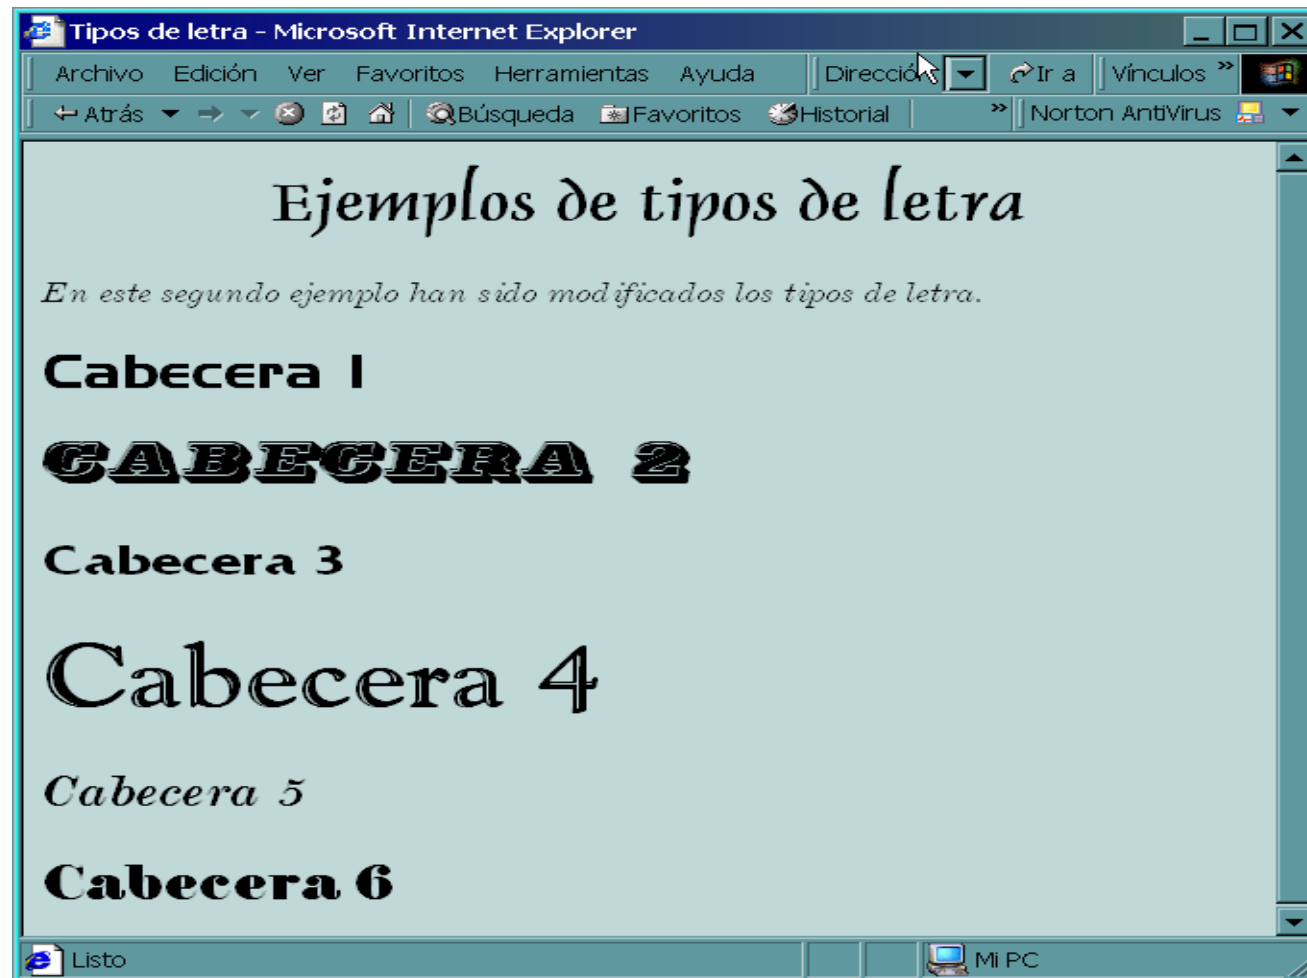 Tipos de letra - Microsoft Internet Explorer
Archivo Edición Ver Favoritos Herramientas Ayuda Dirección Ir a Vínculos »
Atrás Búsqueda Favoritos Historial » Norton AntiVirus
Ejemplos de tipos de letra
En este segundo ejemplo han sido modificados los tipos de letra.
Cabecera 1
CABECERA 2
Cabecera 3
Cabecera 4
Cabecera 5
Cabecera 6
Listo Mi PC